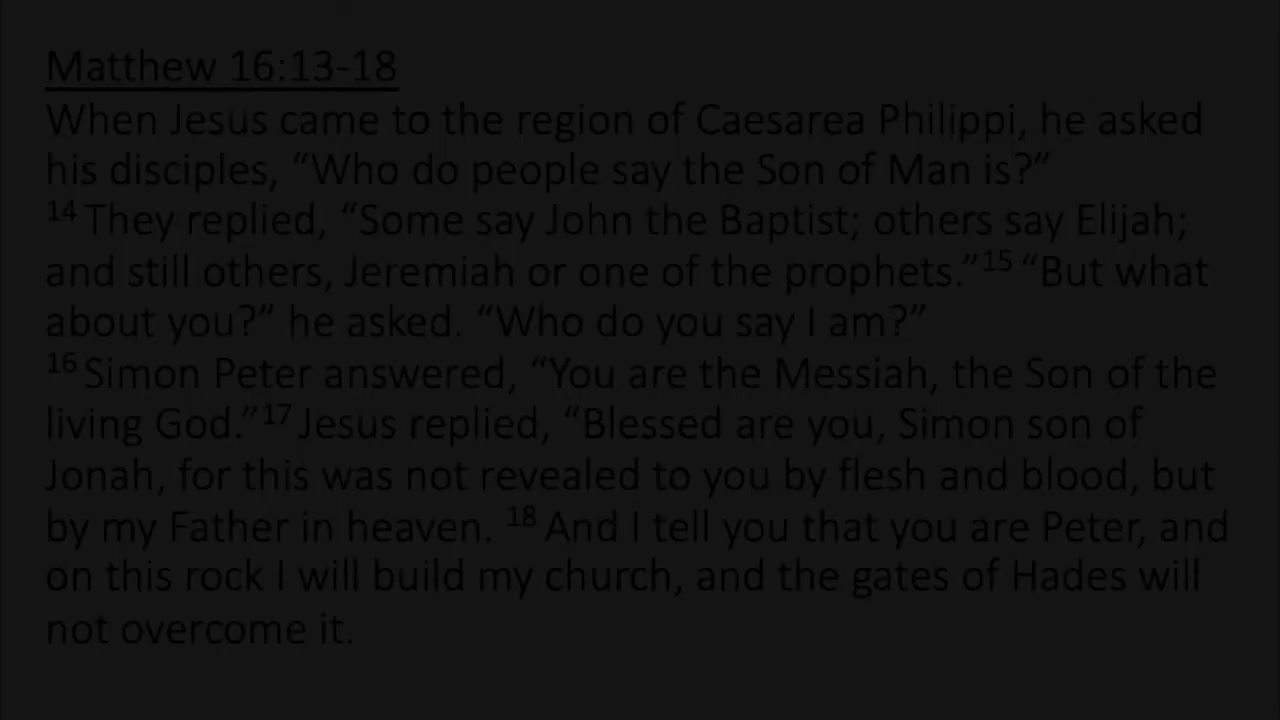 Matthew 16:13-18
When Jesus came to the region of Caesarea Philippi, he asked
his disciples, “Who do people say the Son of Man is?”
14 They replied, “Some say John the Baptist; others say Elijah;
and still others, Jeremiah or one of the prophets.”15 “But what
about you?” he asked. “Who do you say I am?”
16 Simon Peter answered, “You are the Messiah, the Son of the
living God.”17 Jesus replied, “Blessed are you, Simon son of
Jonah, for this was not revealed to you by flesh and blood, but
by my Father in heaven. 18 And I tell you that you are Peter, and
on this rock I will build my church, and the gates of Hades will
not overcome it.